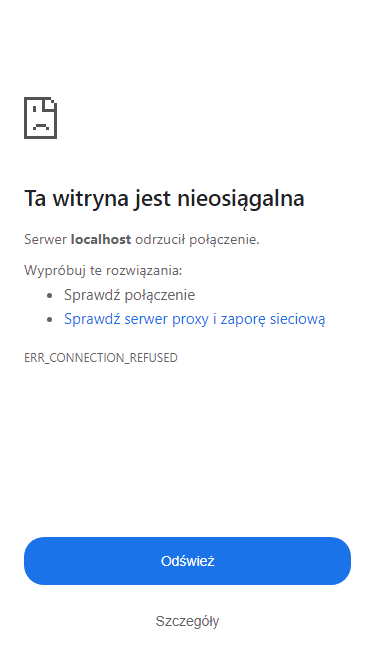 Ta witryna jest nieosiągalna
Serwer localhost odrzucił połączenie.
Wypróbuj te rozwiązania:
• Sprawdź połączenie
• Sprawdź serwer proxy i zaporę sieciową
ERR_CONNECTION_REFUSED
Odśwież
Szczegóły